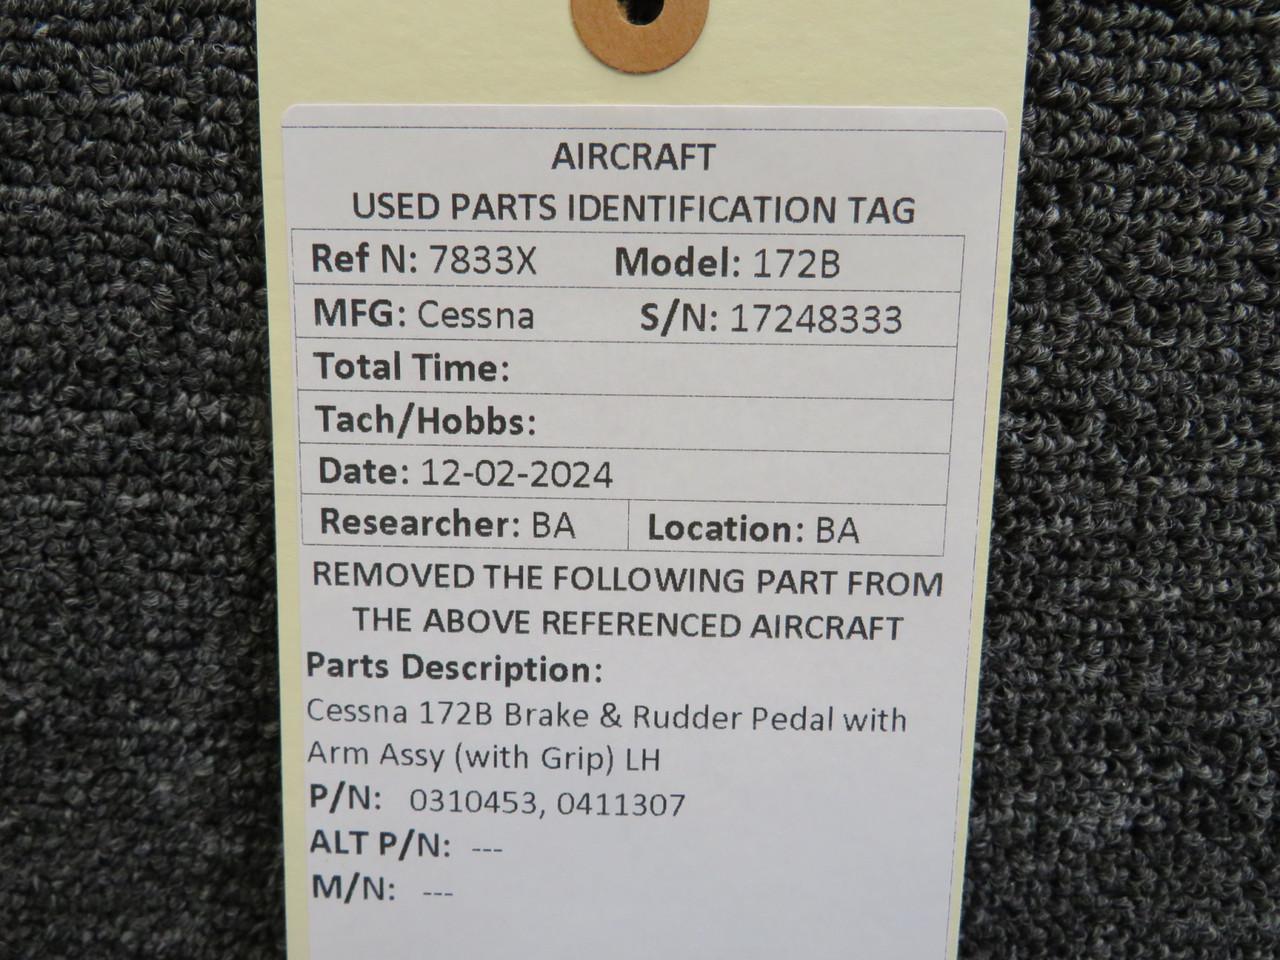 AIRCRAFT
USED PARTS IDENTIFICATION TAG
Ref N: 7833X Model: 172B
MFG: Cessna S/N: 17248333
Total Time:
Tach/Hobbs:
Date: 12-02-2024
Researcher: BA Location: BA
REMOVED THE FOLLOWING PART FROM
THE ABOVE REFERENCED AIRCRAFT
Parts Description:
Cessna 172B Brake & Rudder Pedal with
Arm Assy (with Grip) LH
P/N: 0310453, 0411307
ALT P/N: ---
M/N: ---